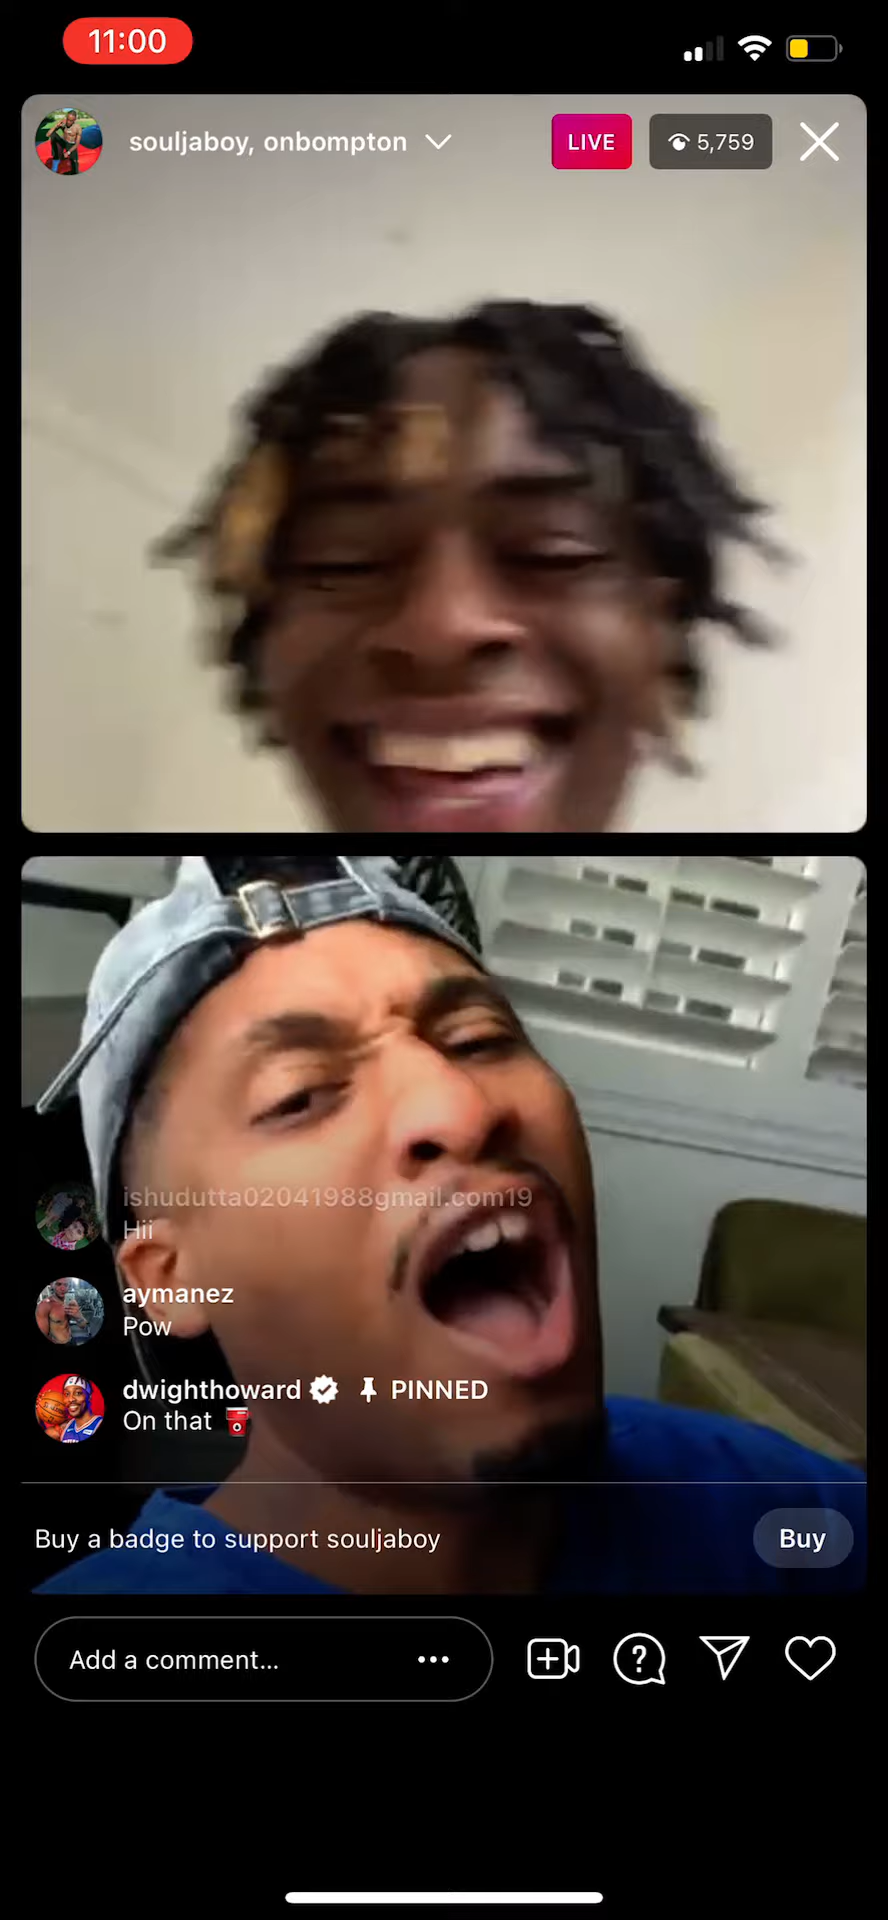 11:00
souljaboy, onbompton
LIVE
5,759
ishudutta02041988gmail.com19
Hii
aymanez
Pow
dwighthoward PINNED
On that
Buy a badge to support souljaboy
Buy
Add a comment...